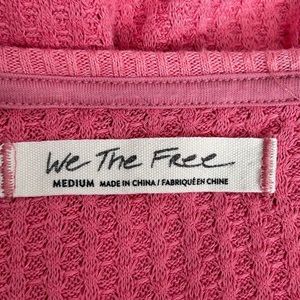 We The Free
MEDIUM MADE IN CHINA / FABRIQUÉ EN CHINE